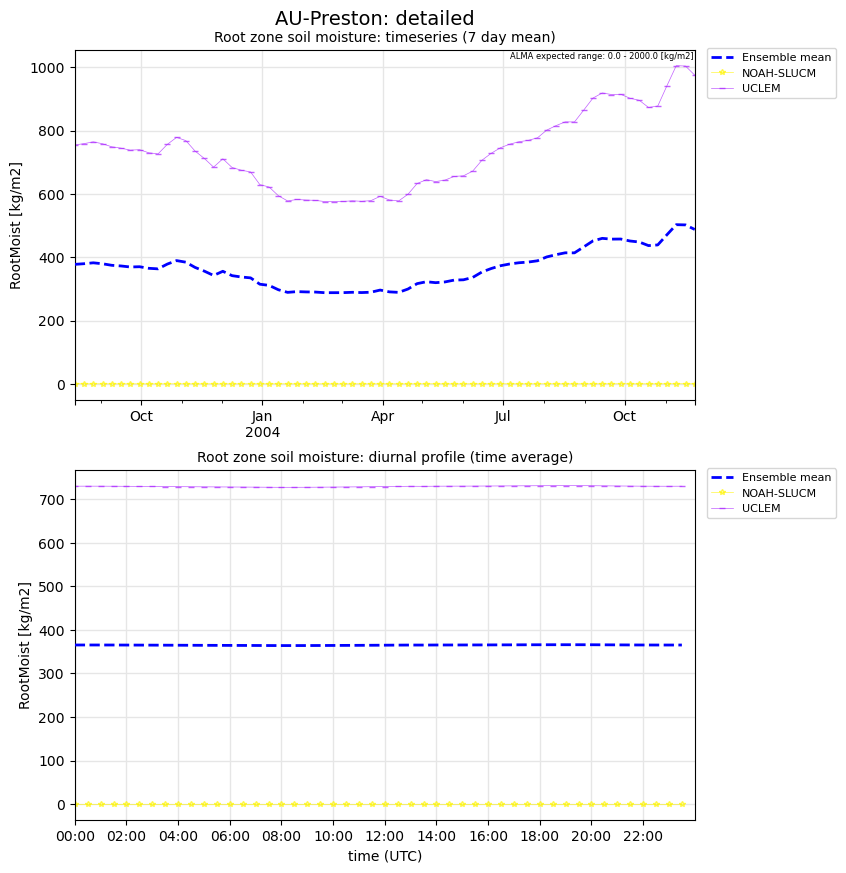 AU-Preston: detailed
Root zone soil moisture: timeseries (7 day mean)
ALMA expected range: 0.0 - 2000.0 [kg/m2]
Ensemble mean
NOAH-SLUCM
UCLEM
RootMoist [kg/m2]
1000
800
600
400
200
0
Oct
Jan
2004
Apr
Jul
Oct
Root zone soil moisture: diurnal profile (time average)
Ensemble mean
NOAH-SLUCM
UCLEM
RootMoist [kg/m2]
700
600
500
400
300
200
100
0
00:00 02:00 04:00 06:00 08:00 10:00 12:00 14:00 16:00 18:00 20:00 22:00
time (UTC)